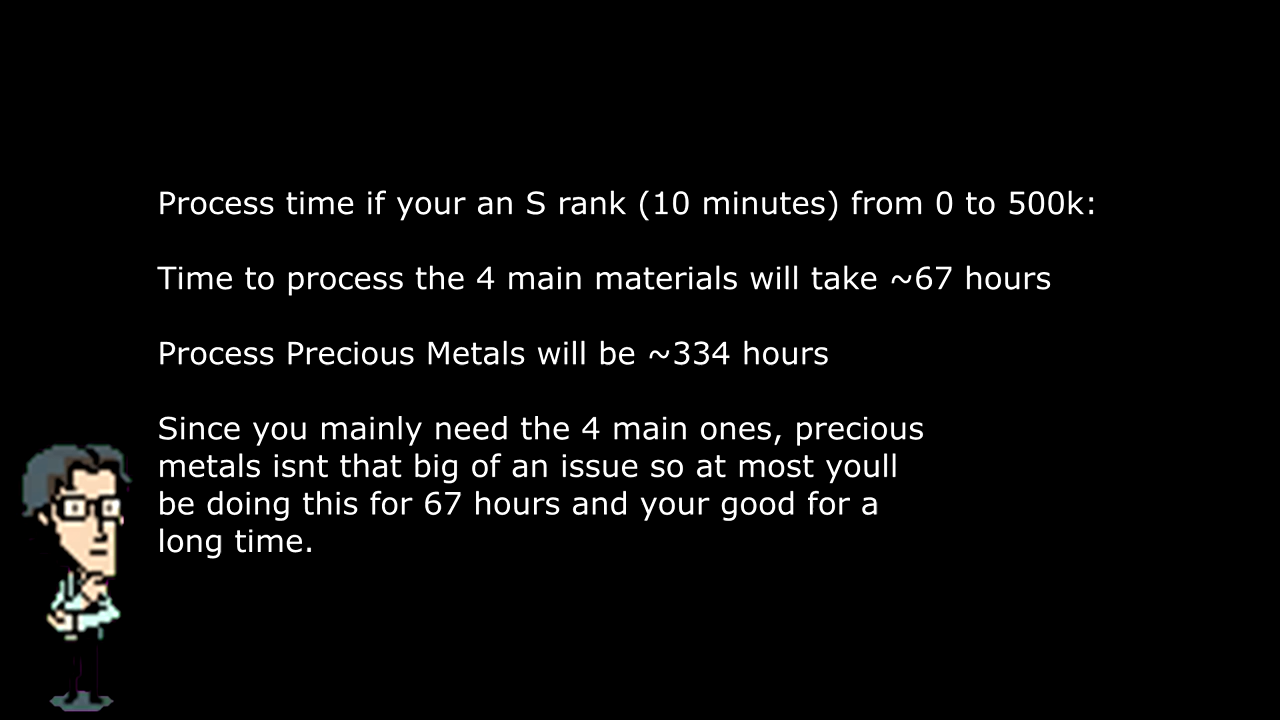 Process time if your an S rank (10 minutes) from 0 to 500k:
Time to process the 4 main materials will take ~67 hours
Process Precious Metals will be ~334 hours
Since you mainly need the 4 main ones, precious
metals isnt that big of an issue so at most youll
be doing this for 67 hours and your good for a
long time.